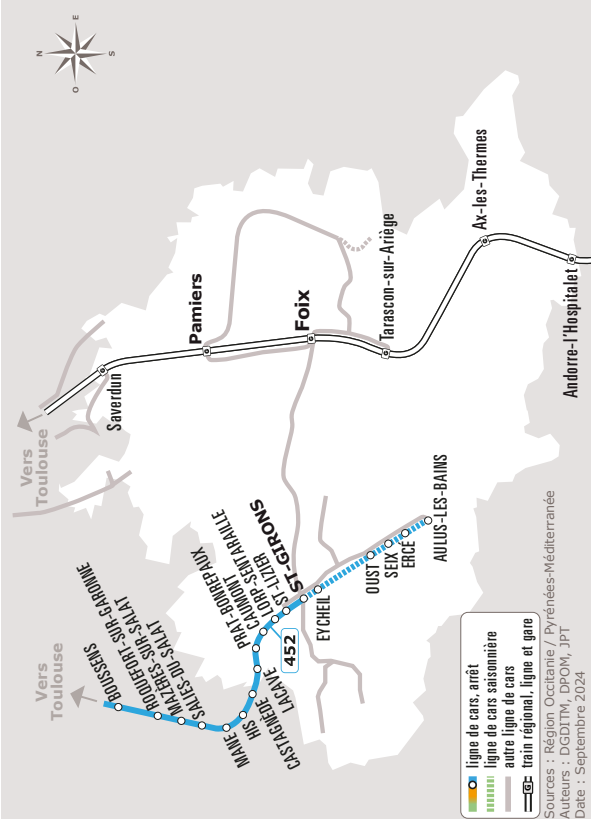 N
E
O
S
Vers
Toulouse
Saverdun
Pamiers
Foix
Tarascon-sur-Ariège
Ax-les-Thermes
Andorre-l'Hospitalet
Vers
Toulouse
BOUSSENS
ROQUEFORT-SUR-GARONNE
MAZÈRES-SUR-SALAT
SALIES-DU-SALAT
MANE
HIS
CASTAGNÈDE
LACAVE
PRAT-BONREPAUX
CAUMONT
LORP-SENTARAILLE
ST-LIZIER
ST-GIRONS
452
EYCHEIL
OUST
SEIX
ERCÉ
AULUS-LES-BAINS
ligne de cars, arrêt
ligne de cars saisonnière
autre ligne de cars
G train régional, ligne et gare
Sources : Région Occitanie / Pyrénées-Méditerranée
Auteurs : DGDITM, DPOM, JPT
Date : Septembre 2024